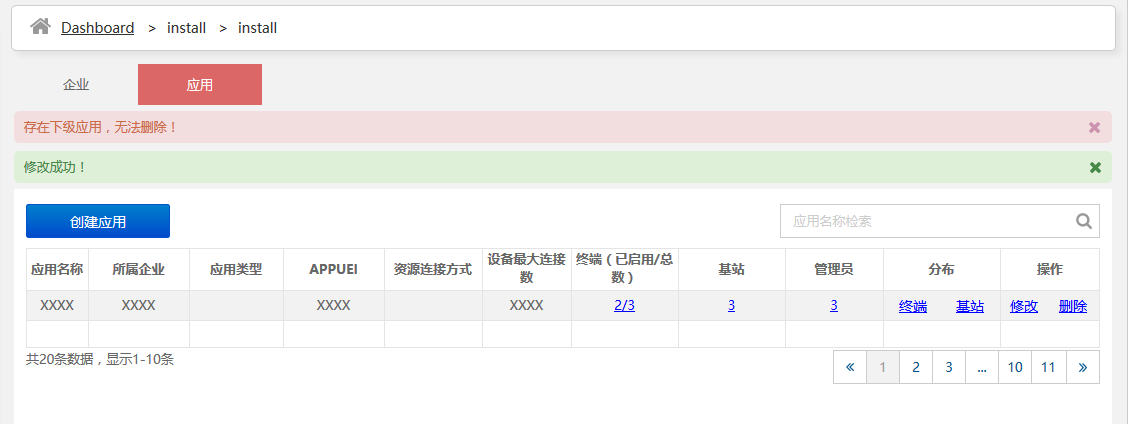 Dashboard > install > install
企业 应用
存在下级应用，无法删除！ ×
修改成功！ ×
创建应用 应用名称检索
应用名称 所属企业 应用类型 APPUEI 资源连接方式 设备最大连接数 终端（已启用/总数） 基站 管理员 分布 操作
XXXX XXXX XXXX XXXX 2/3 3 3 终端 基站 修改 删除
共20条数据，显示1-10条 « 1 2 3 ... 10 11 »